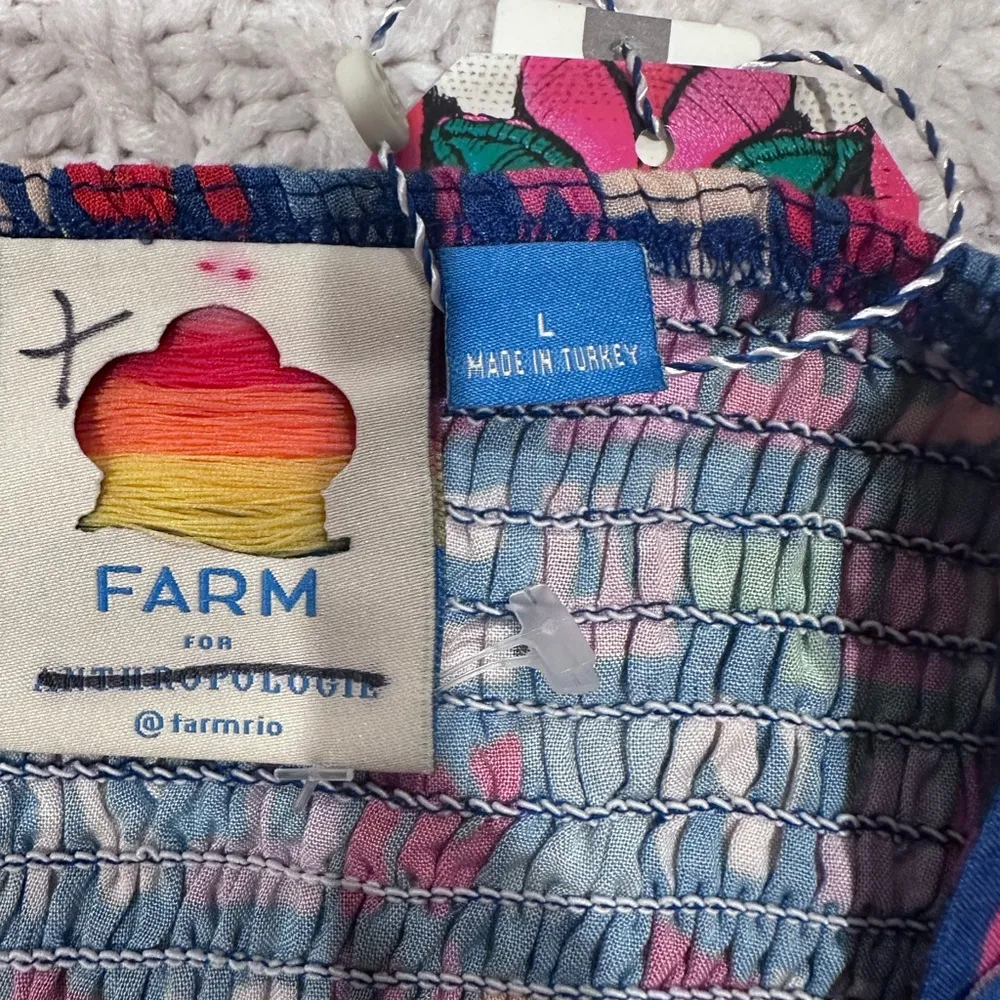 FARM
FOR
ANTHROPOLOGIE
@farmrio
L
MADE IN TURKEY